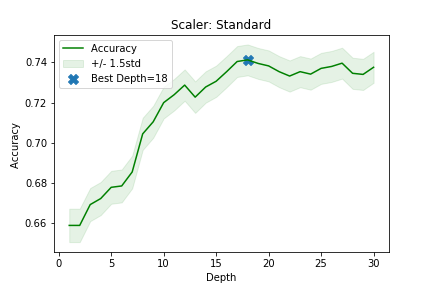 Scaler: Standard
Accuracy
+/- 1.5std
Best Depth=18
Accuracy
0.74
0.72
0.70
0.68
0.66
0
5
10
15
20
25
30
Depth